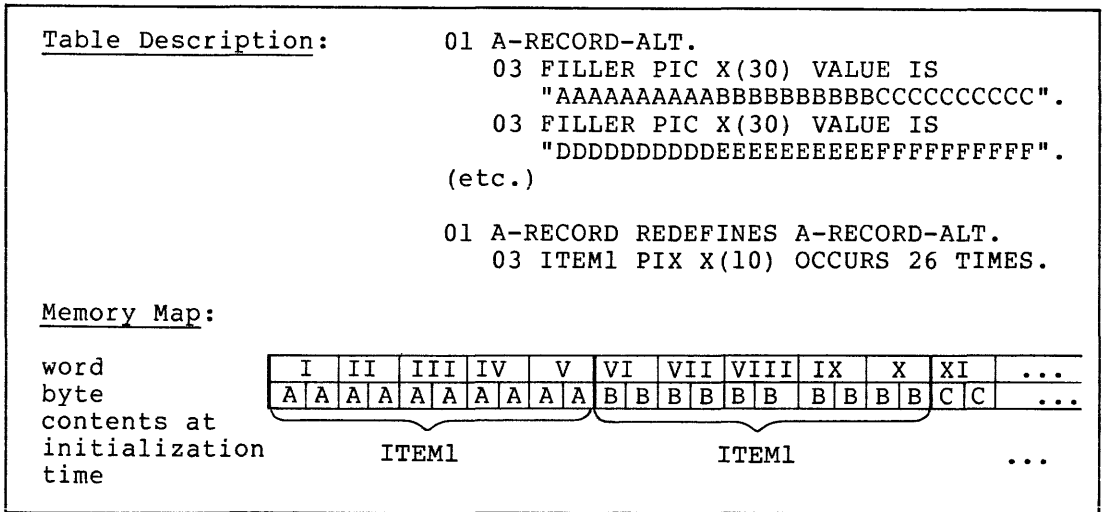 Table Description: 01 A-RECORD-ALT.
03 FILLER PIC X(30) VALUE IS
"AAAAAAAAAABBBBBBBBBBCCCCCCCCCC".
03 FILLER PIC X(30) VALUE IS
"DDDDDDDDDDEEEEEEEEEEFFFFFFFFFF".
(etc.)
01 A-RECORD REDEFINES A-RECORD-ALT.
03 ITEM1 PIX X(10) OCCURS 26 TIMES.
Memory Map:
word I II III IV V VI VII VIII IX X XI ...
byte A A A A A A A A A A B B B B B B B B B B C C ...
contents at
initialization ITEM1 ITEM1 ...
time